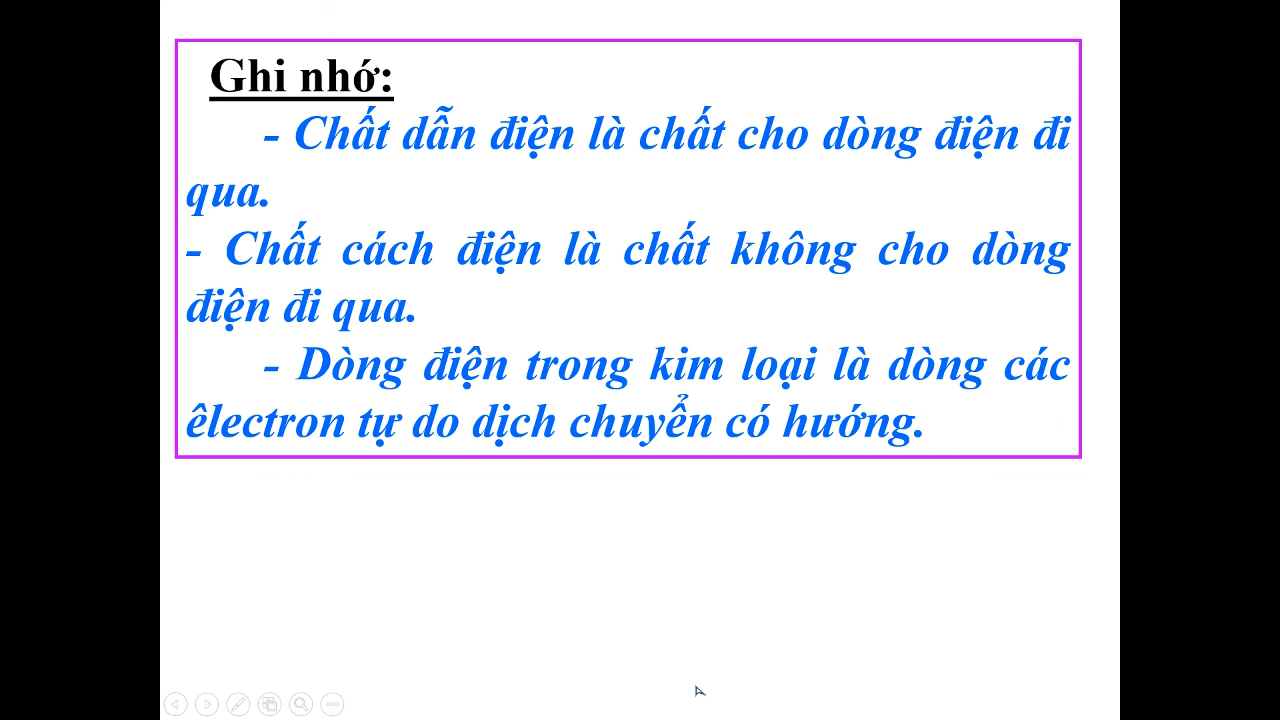 Ghi nhớ:
- Chất dẫn điện là chất cho dòng điện đi
qua.
- Chất cách điện là chất không cho dòng
điện đi qua.
- Dòng điện trong kim loại là dòng các
êlectron tự do dịch chuyển có hướng.